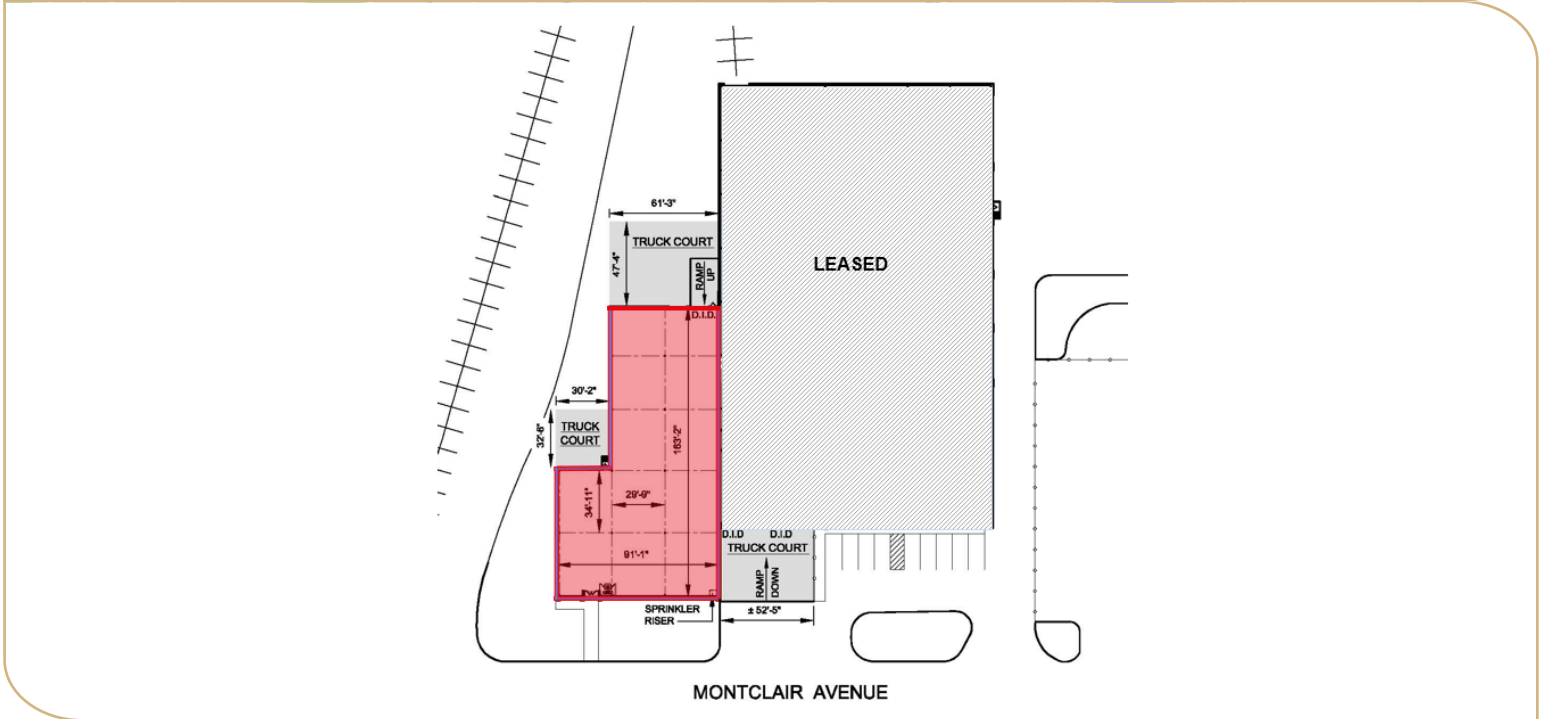 61'-3"
TRUCK COURT
47'-4"
RAMP
UP
LEASED
D.I.D.
30'-2"
32'-6"
TRUCK
COURT
163'-2"
34'-11"
29'-9"
91'-1"
D.I.D D.I.D
TRUCK COURT
RAMP
DOWN
SPRINKLER
RISER
± 52'-5"
MONTCLAIR AVENUE